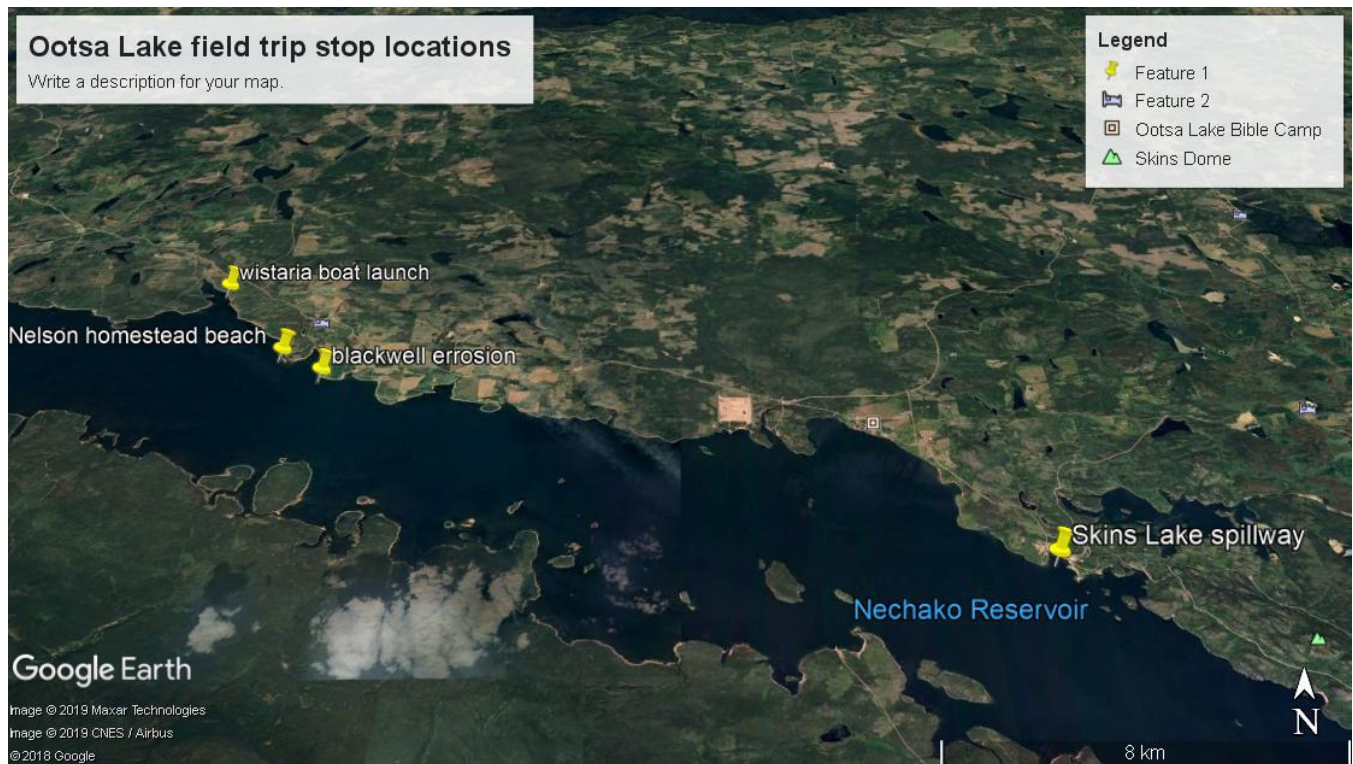 Ootsa Lake field trip stop locations
Write a description for your map.
Legend
Feature 1
Feature 2
Ootsa Lake Bible Camp
Skins Dome
wistaria boat launch
Nelson homestead beach
blackwell errosion
Skins Lake spillway
Nechako Reservoir
Google Earth
Image © 2019 Maxar Technologies
Image © 2019 CNES / Airbus
© 2018 Google
N
8 km